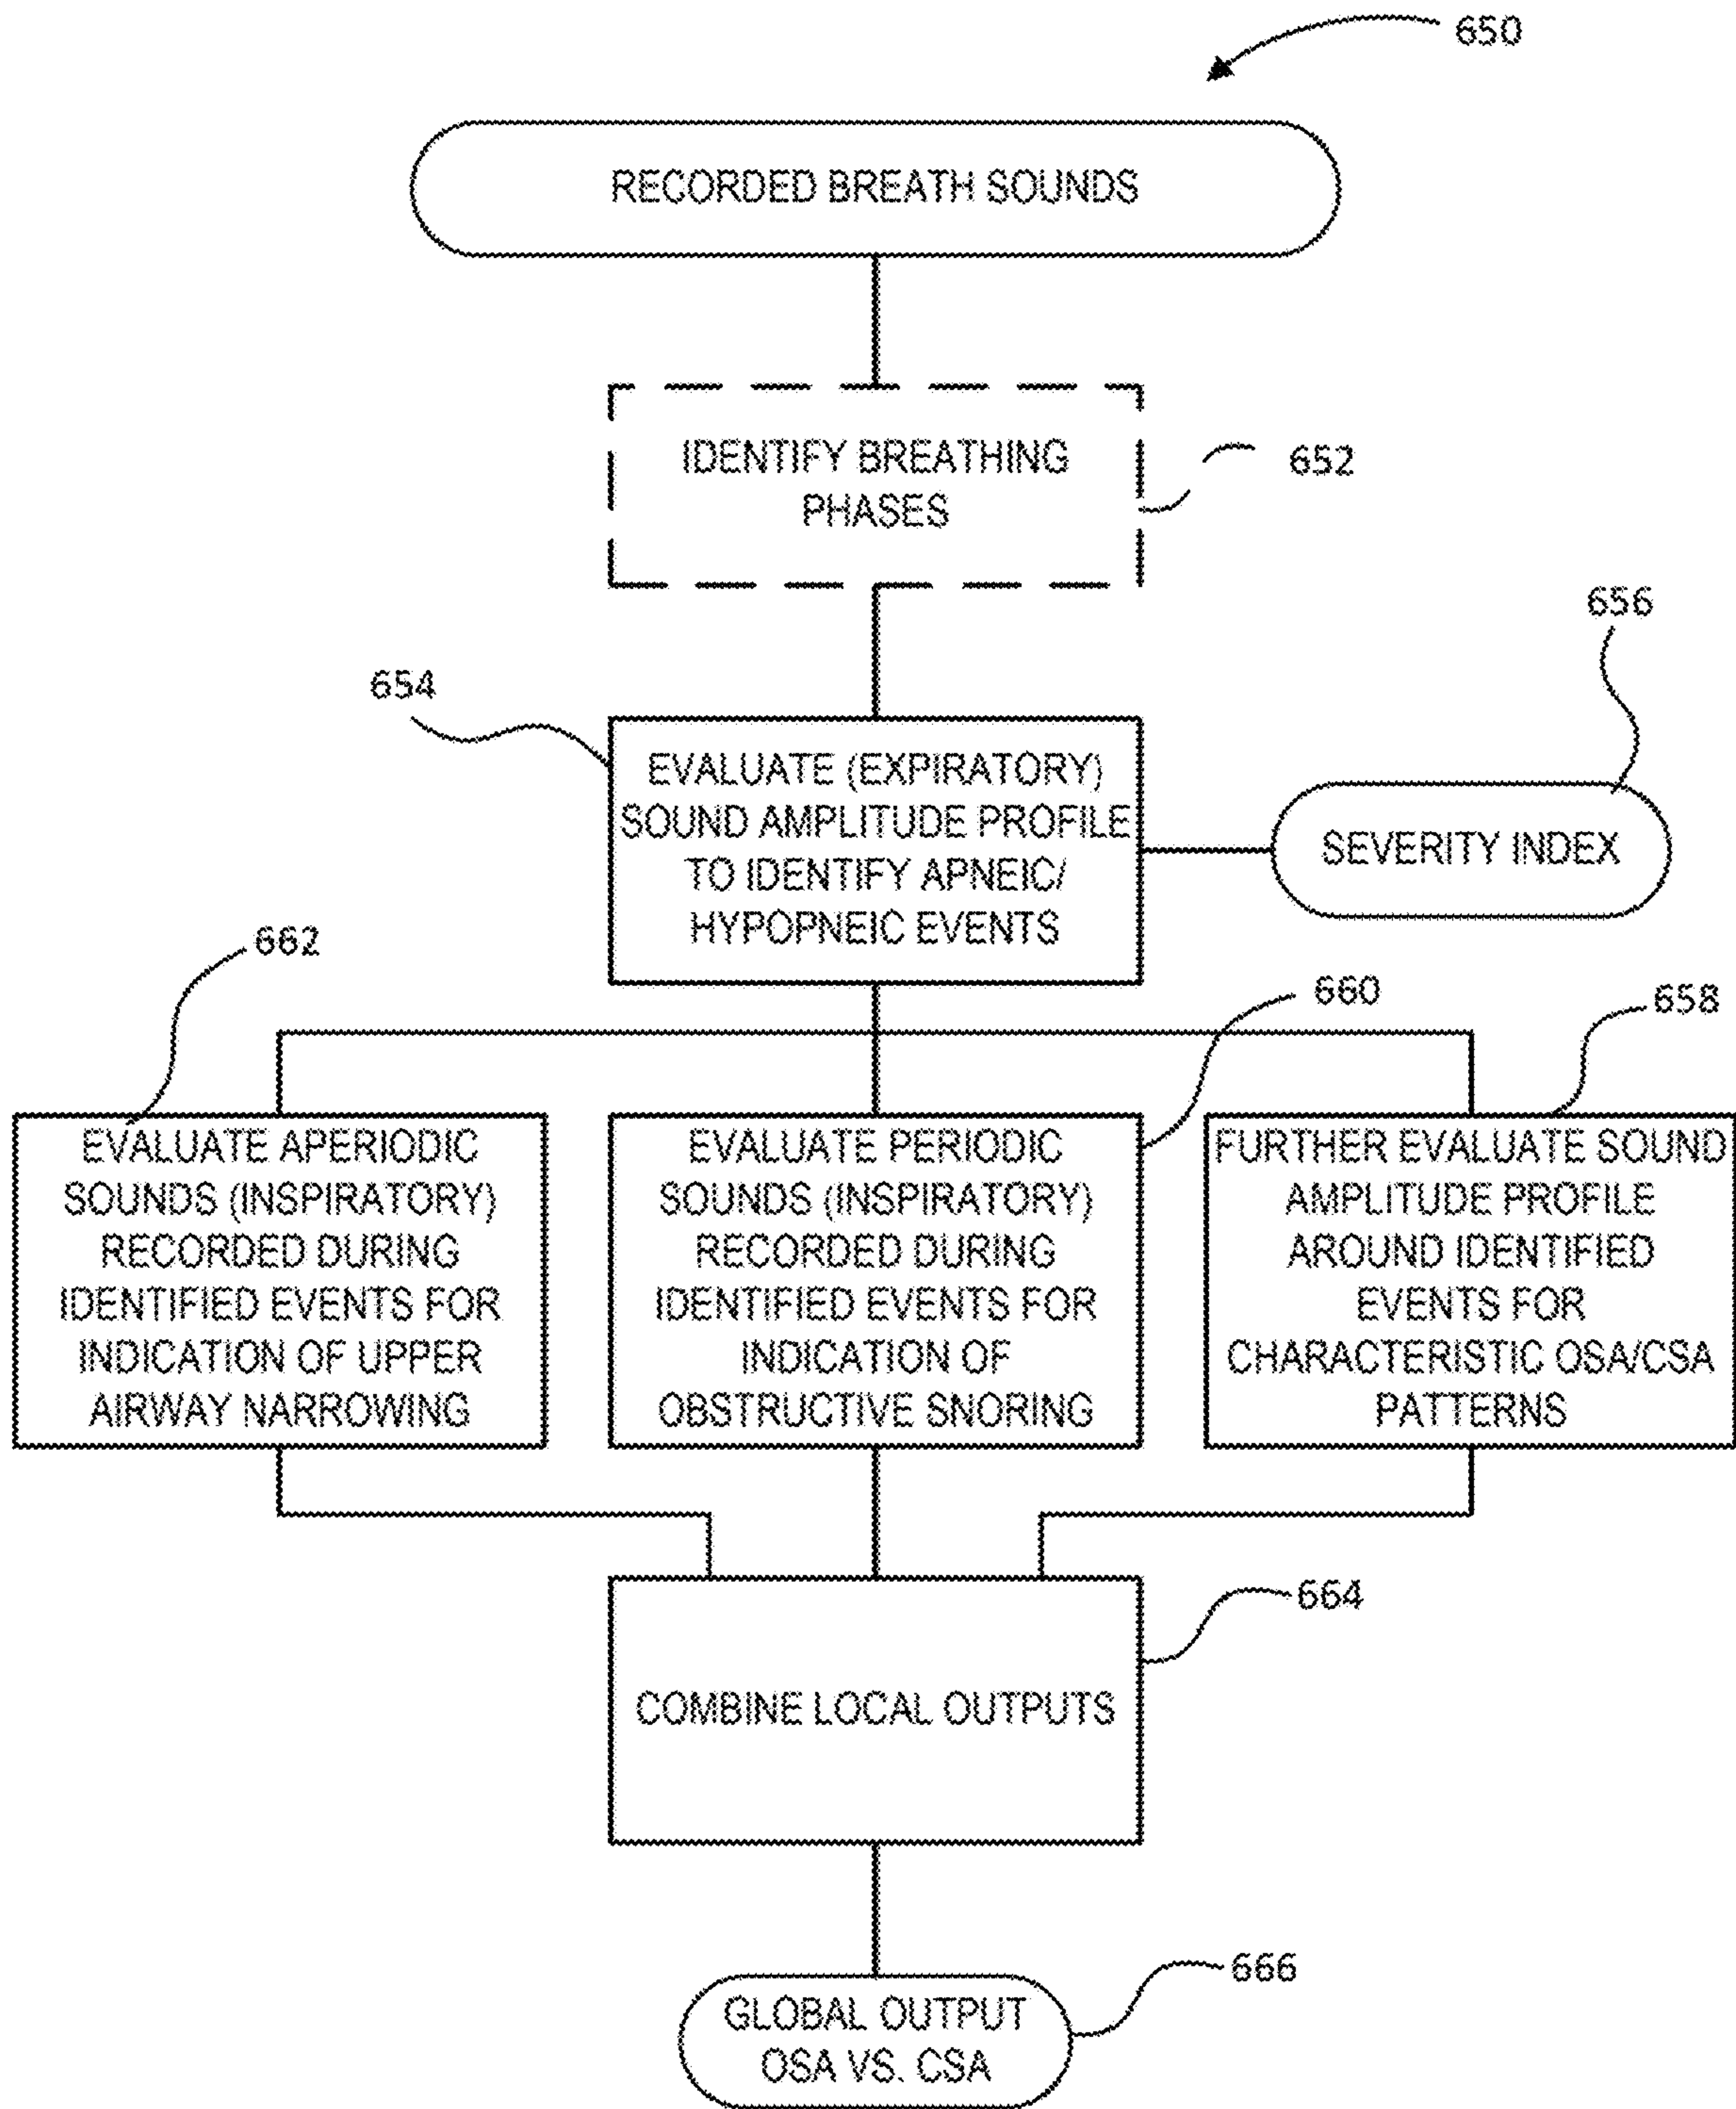 650
RECORDED BREATH SOUNDS
IDENTIFY BREATHING
PHASES
652
656
654
EVALUATE (EXPIRATORY)
SOUND AMPLITUDE PROFILE
TO IDENTIFY APNEIC/
HYPOPNEIC EVENTS
SEVERITY INDEX
662
660
658
EVALUATE APERIODIC
SOUNDS (INSPIRATORY)
RECORDED DURING
IDENTIFIED EVENTS FOR
INDICATION OF UPPER
AIRWAY NARROWING
EVALUATE PERIODIC
SOUNDS (INSPIRATORY)
RECORDED DURING
IDENTIFIED EVENTS FOR
INDICATION OF
OBSTRUCTIVE SNORING
FURTHER EVALUATE SOUND
AMPLITUDE PROFILE
AROUND IDENTIFIED
EVENTS FOR
CHARACTERISTIC OSA/CSA
PATTERNS
664
COMBINE LOCAL OUTPUTS
666
GLOBAL OUTPUT
OSA VS. CSA